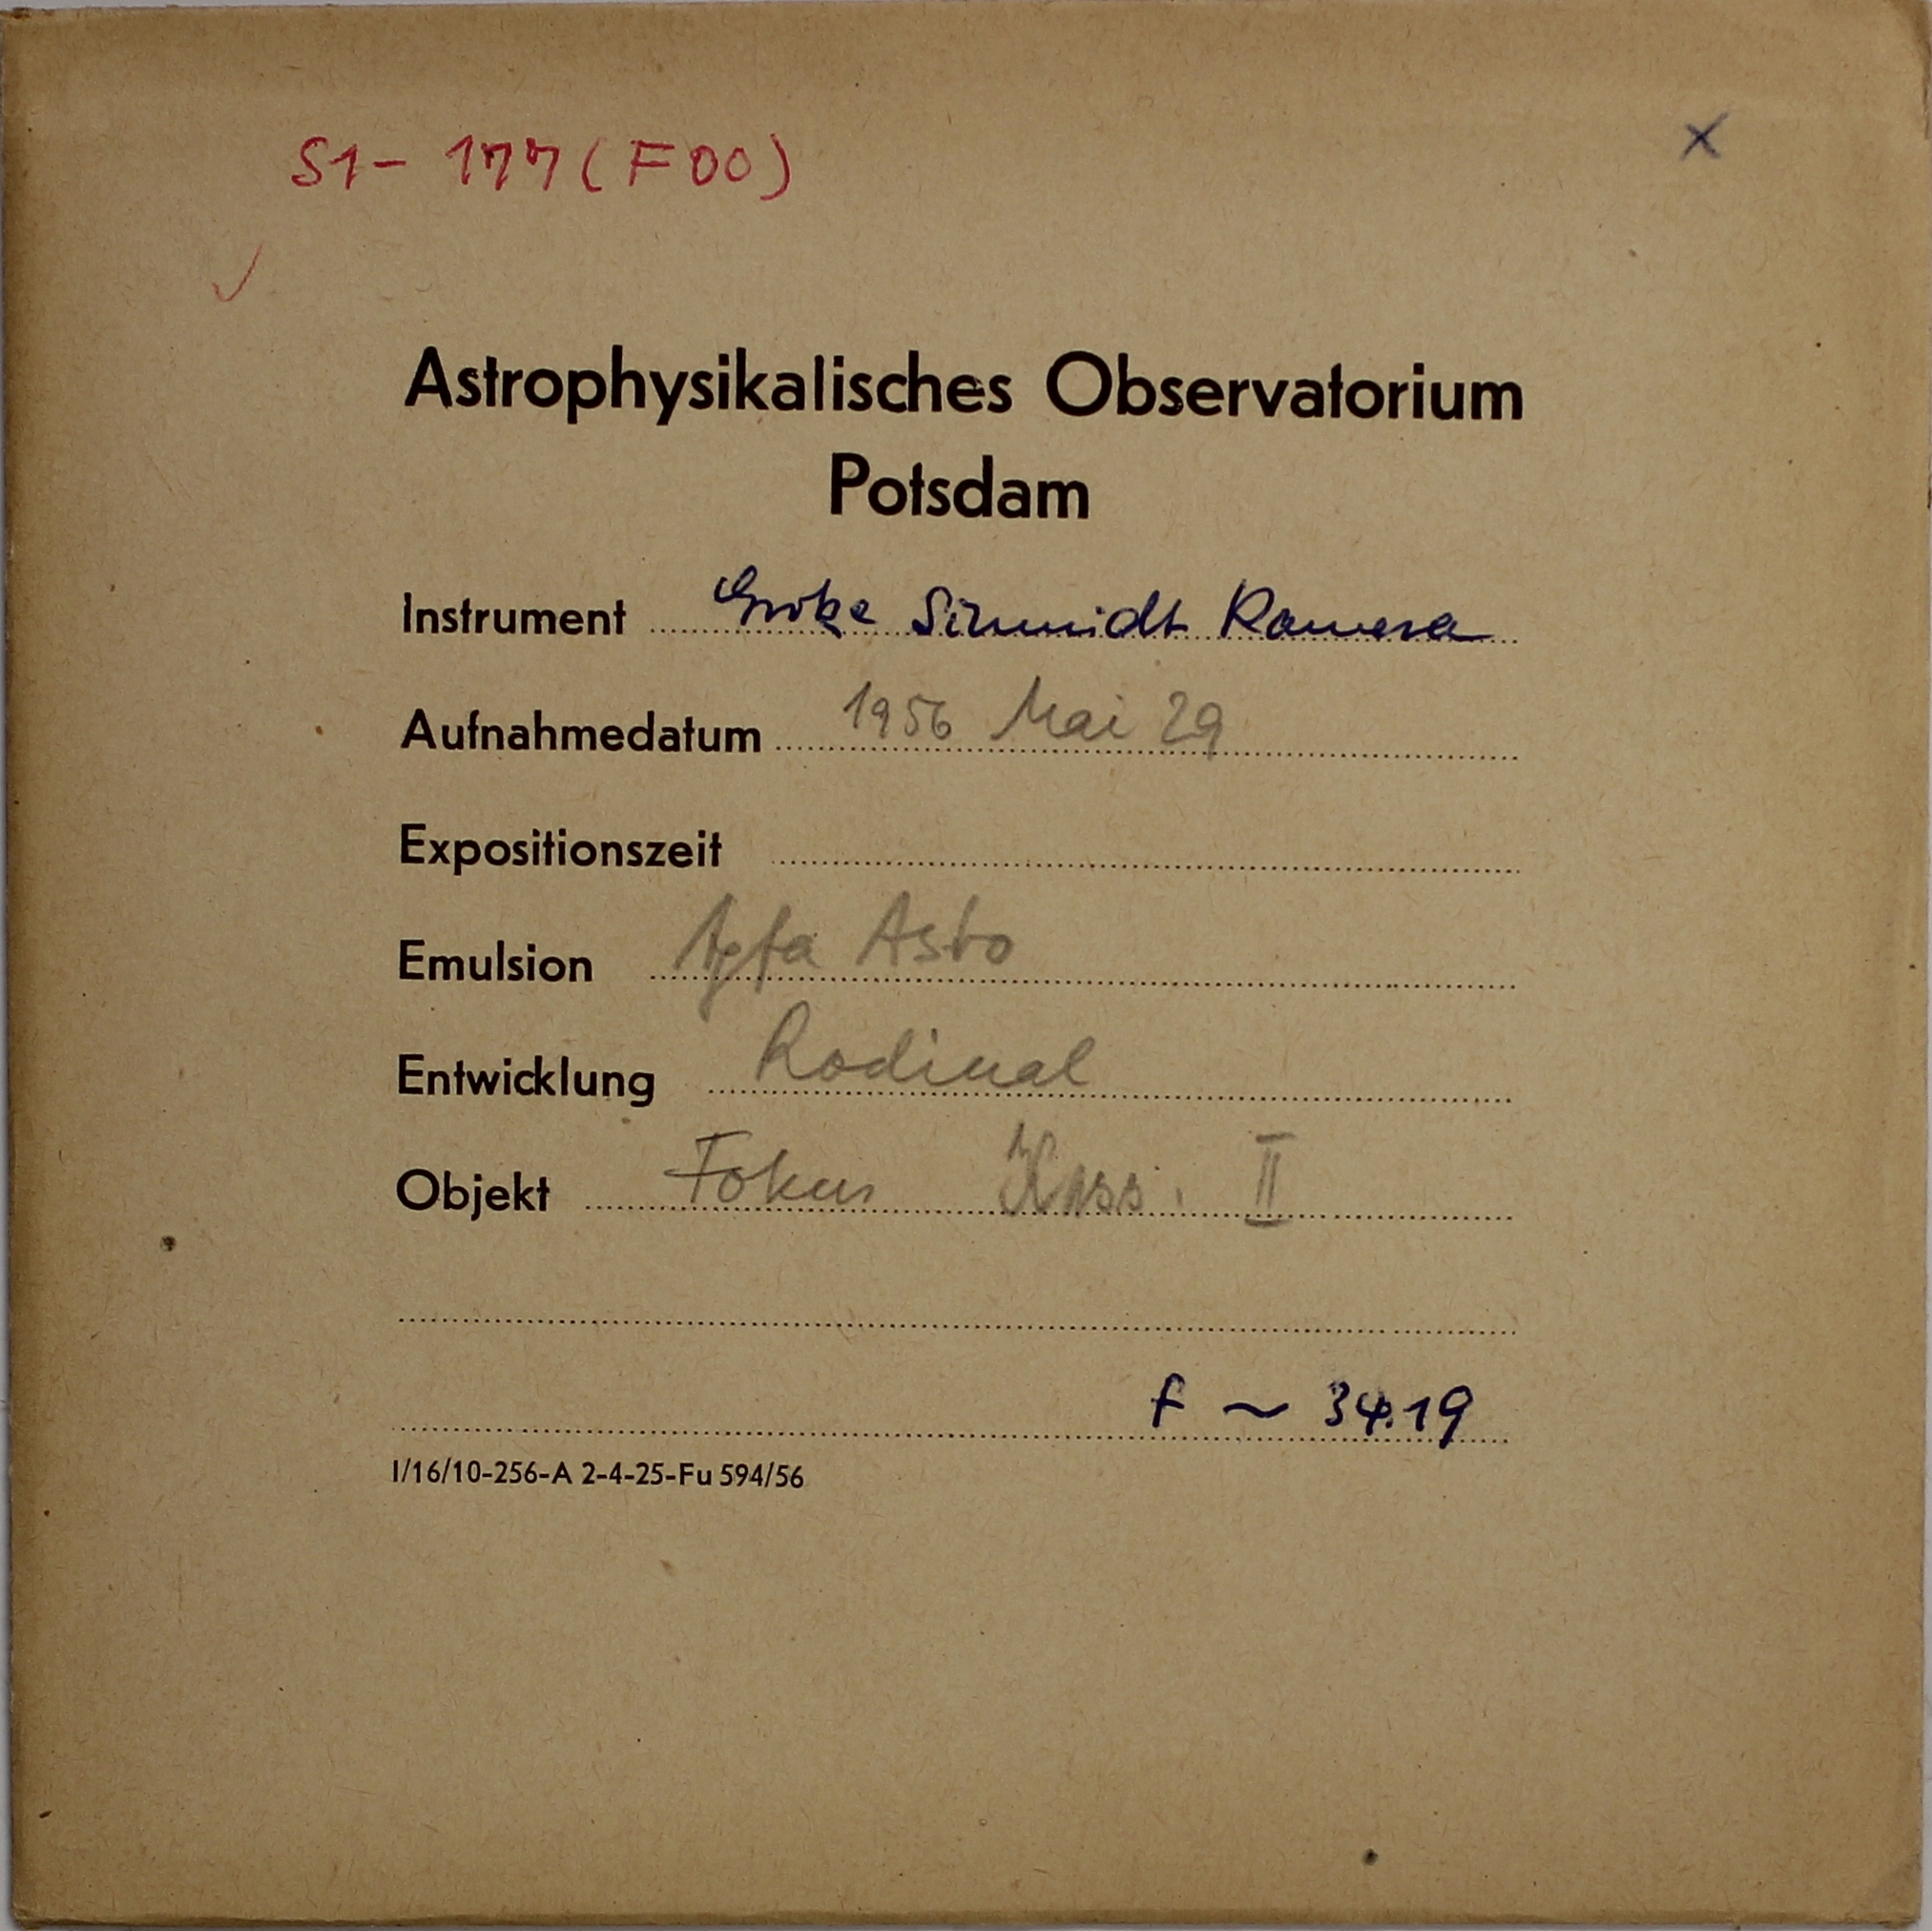 S1- 177 (F00)
x
Astrophysikalisches Observatorium
Potsdam
Instrument Große Schmidt Kamera
Aufnahmedatum 1956 Mai 29
Expositionszeit
Emulsion Agfa Astro
Entwicklung Rodinal
Objekt Fokus Kass. II
f ~ 34.19
I/16/10-256-A 2-4-25-Fu 594/56